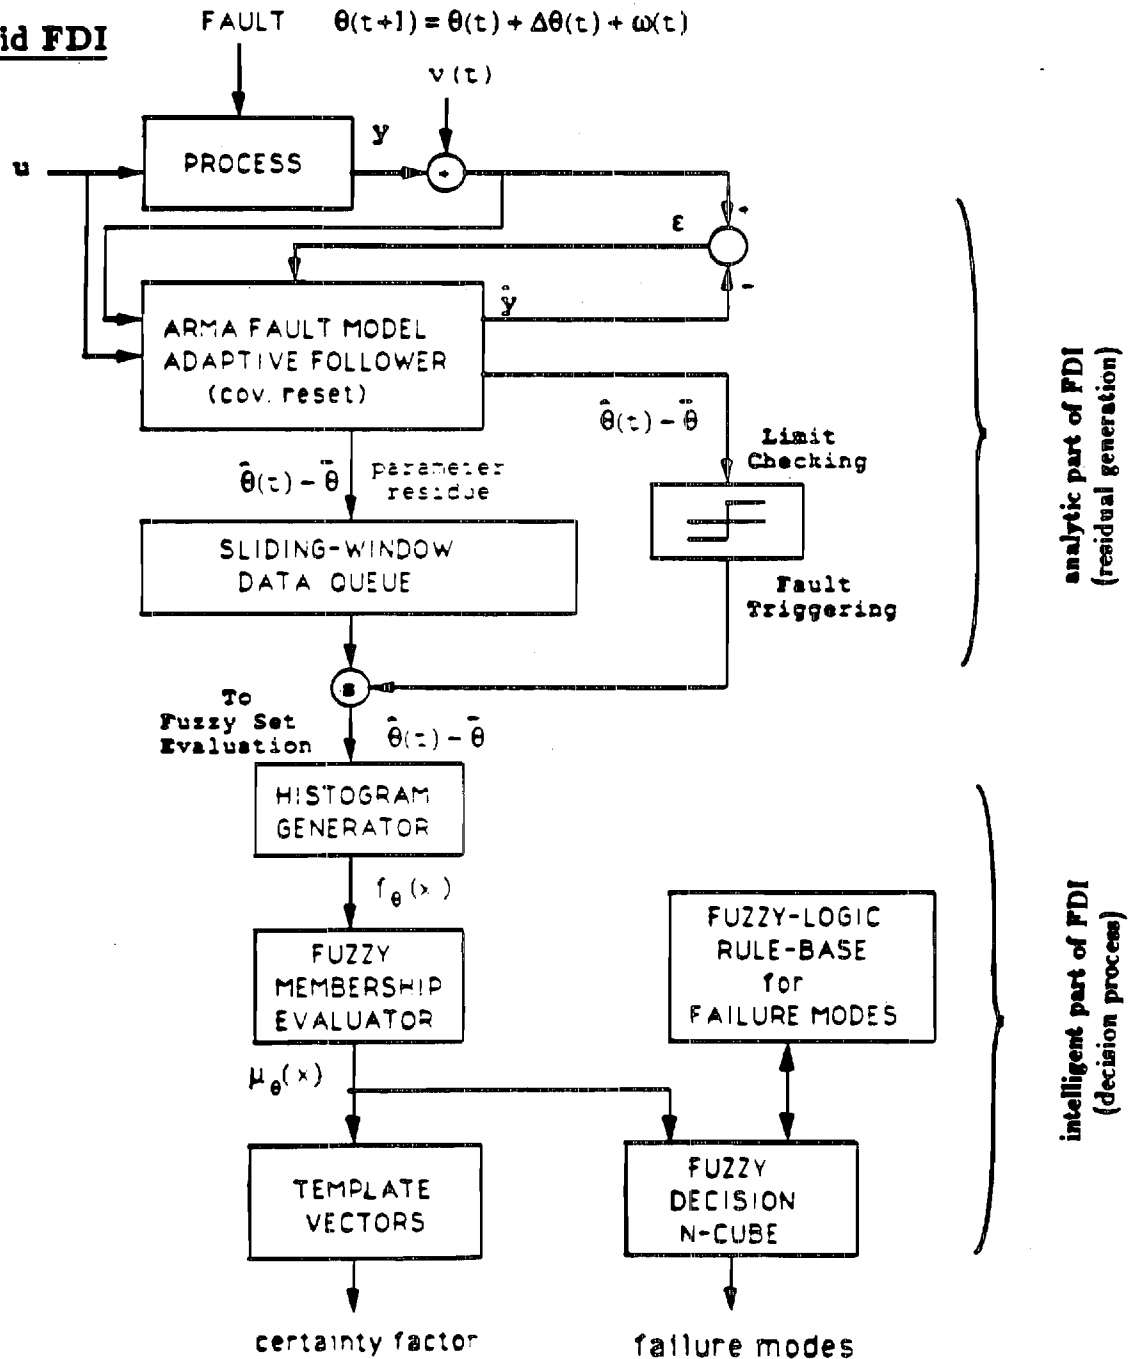 id FDI
FAULT θ(t+1) = θ(t) + Δθ(t) + ω(t)
v(t)
u
PROCESS
y
+
+
ε
-
ŷ
ARMA FAULT MODEL
ADAPTIVE FOLLOWER
(cov. reset)
θ̂(t) - θ̄
Limit
Checking
θ̂(t) - θ̄
parameter
residue
SLIDING-WINDOW
DATA QUEUE
Fault
Triggering
analytic part of FDI
(residual generation)
s
To
Fuzzy Set
Evaluation
θ̂(t) - θ̄
HISTOGRAM
GENERATOR
f_θ(x)
FUZZY
MEMBERSHIP
EVALUATOR
FUZZY-LOGIC
RULE-BASE
for
FAILURE MODES
μ_θ(x)
intelligent part of FDI
(decision process)
TEMPLATE
VECTORS
FUZZY
DECISION
N-CUBE
certainty factor
failure modes